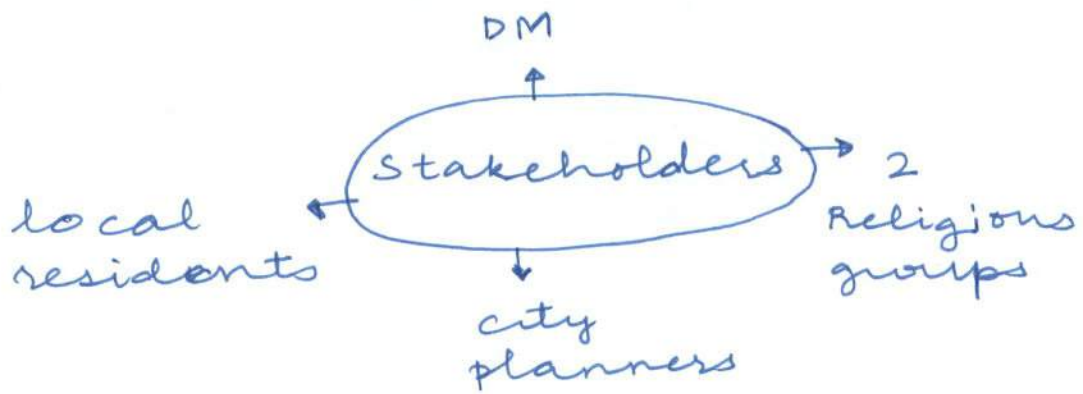 DM
Stakeholders
2
Religious
groups
local
residents
city
planners